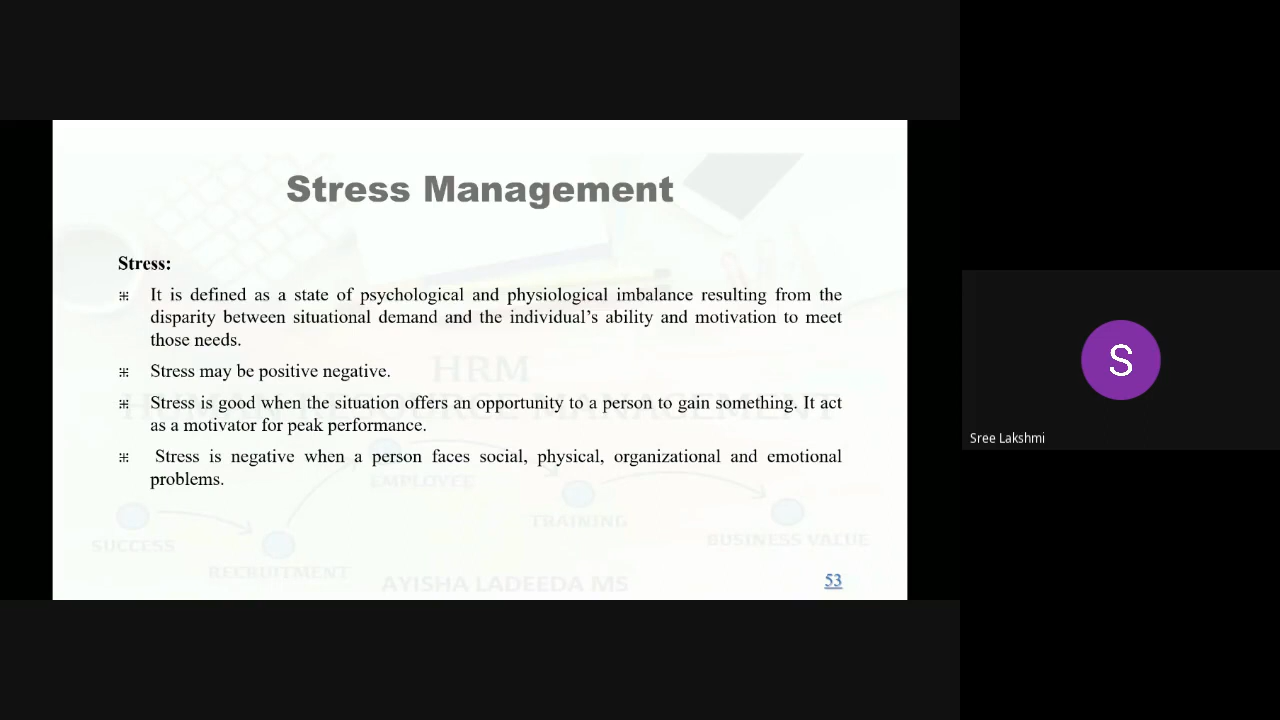 Stress Management
Stress:
⁜ It is defined as a state of psychological and physiological imbalance resulting from the
disparity between situational demand and the individual's ability and motivation to meet
those needs.
⁜ Stress may be positive negative.
⁜ Stress is good when the situation offers an opportunity to a person to gain something. It act
as a motivator for peak performance.
⁜ Stress is negative when a person faces social, physical, organizational and emotional
problems.
HRM
HUMAN RESOURCE MANAGEMENT
EMPLOYEE
TRAINING
SUCCESS
BUSINESS VALUE
RECRUITMENT
AYISHA LADEEDA MS
53
S
Sree Lakshmi